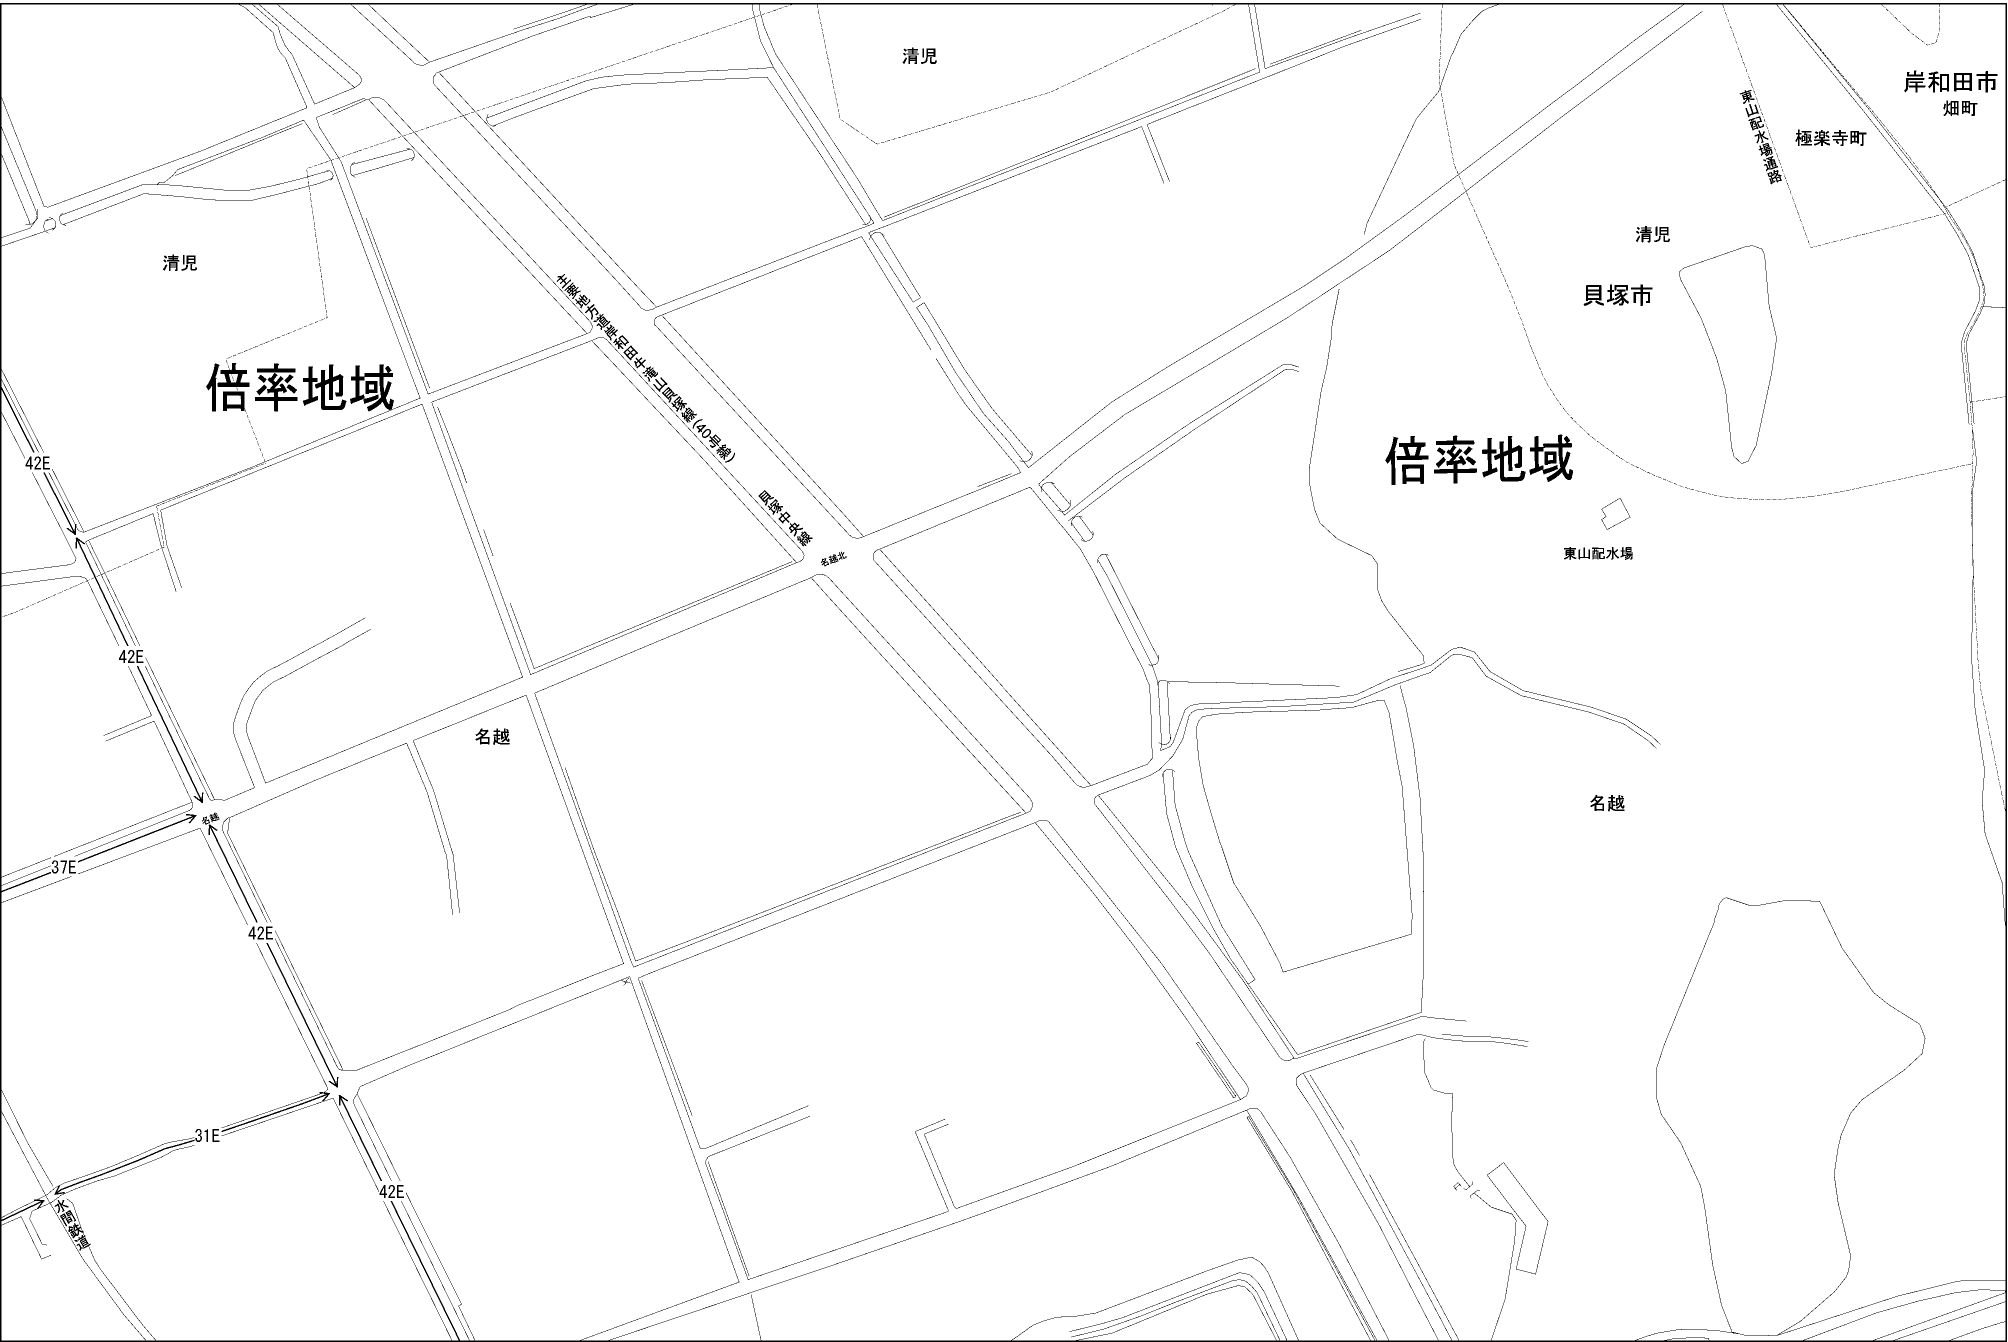 清児
岸和田市
畑町
東山配水場通路
極楽寺町
清児
清児
貝塚市
主要地方道岸和田牛滝山貝塚線(40号線)
倍率地域
倍率地域
42E
貝塚中央線
名越北
東山配水場
42E
名越
名越
名越
37E
42E
31E
42E
水間鉄道